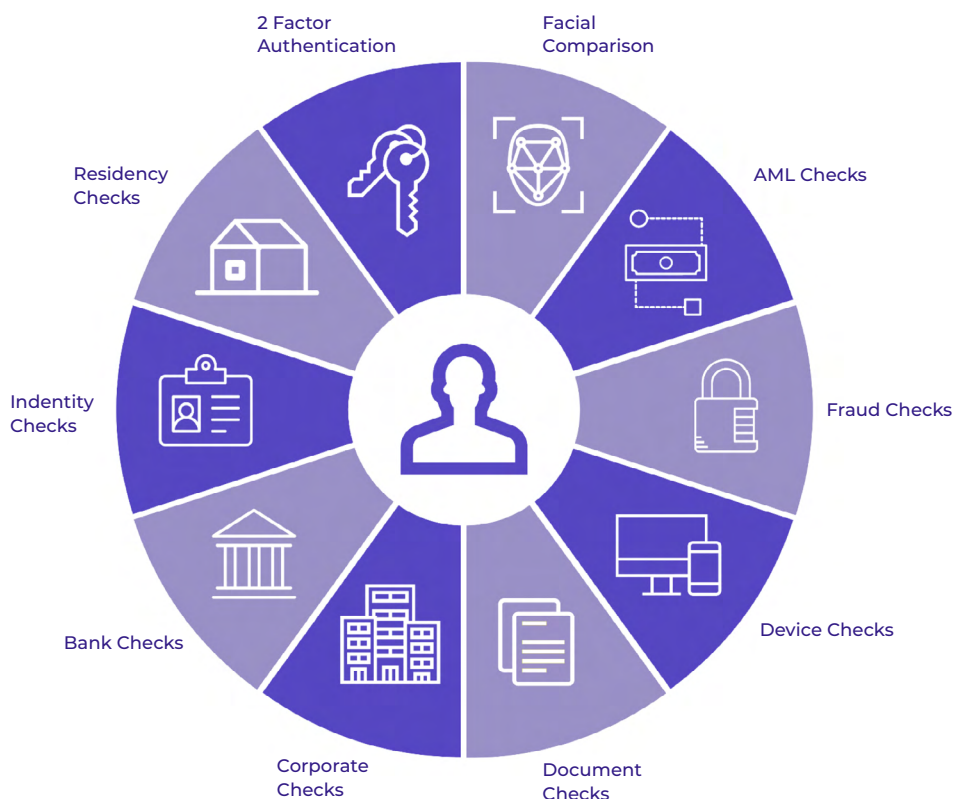 2 Factor
Authentication
Facial
Comparison
Residency
Checks
AML Checks
Indentity
Checks
Fraud Checks
Bank Checks
Device Checks
Corporate
Checks
Document
Checks